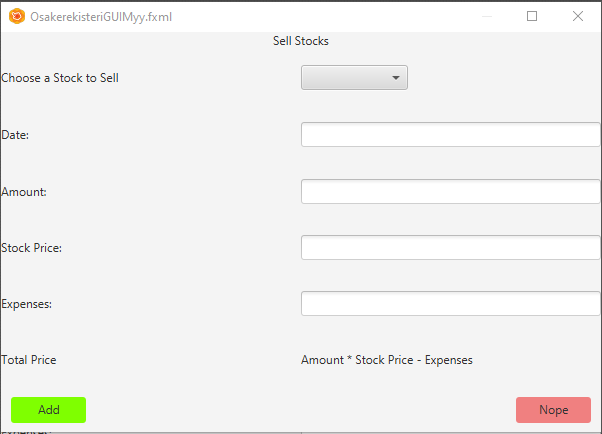 OsakerekisteriGUIMyy.fxml
Sell Stocks
Choose a Stock to Sell
Date:
Amount:
Stock Price:
Expenses:
Total Price Amount * Stock Price - Expenses
Add Nope